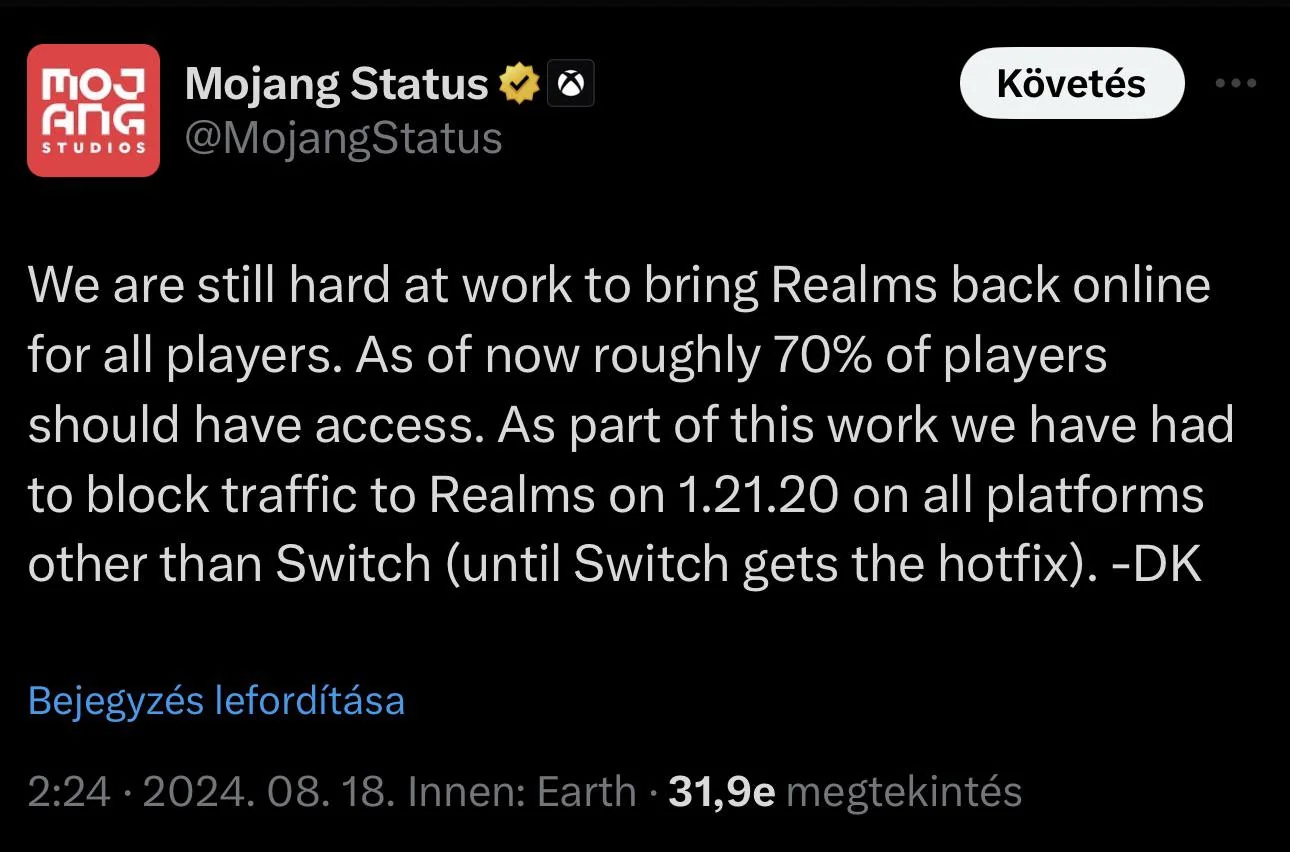 MOJ
ANG
STUDIOS
Mojang Status
@MojangStatus
Követés
We are still hard at work to bring Realms back online
for all players. As of now roughly 70% of players
should have access. As part of this work we have had
to block traffic to Realms on 1.21.20 on all platforms
other than Switch (until Switch gets the hotfix). -DK
Bejegyzés lefordítása
2:24 · 2024. 08. 18. Innen: Earth · 31,9e megtekintés